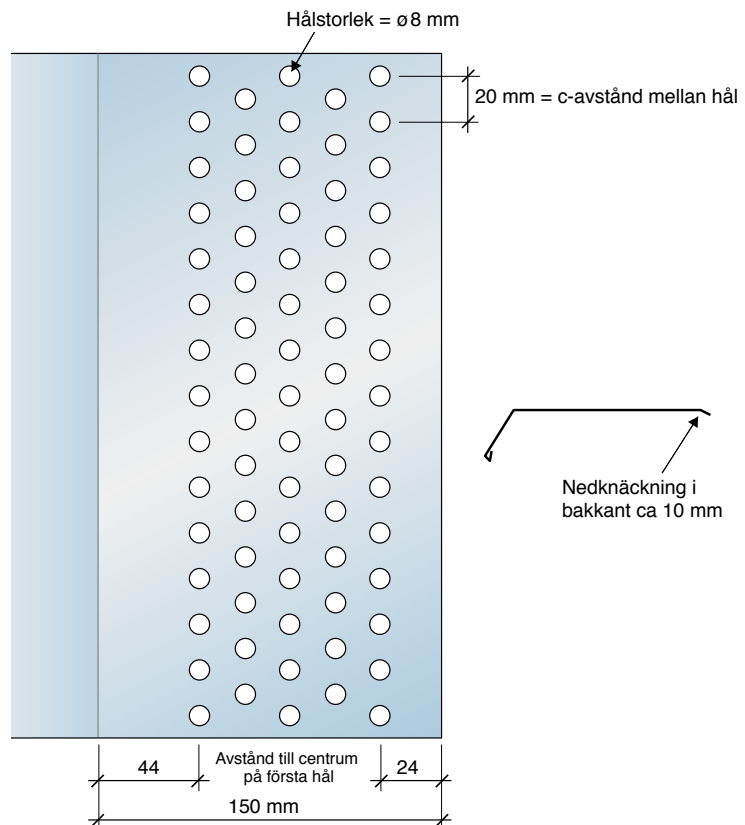 Hålstorlek = ø 8 mm
20 mm = c-avstånd mellan hål
Nedknäckning i
bakkant ca 10 mm
44
Avstånd till centrum
på första hål
24
150 mm